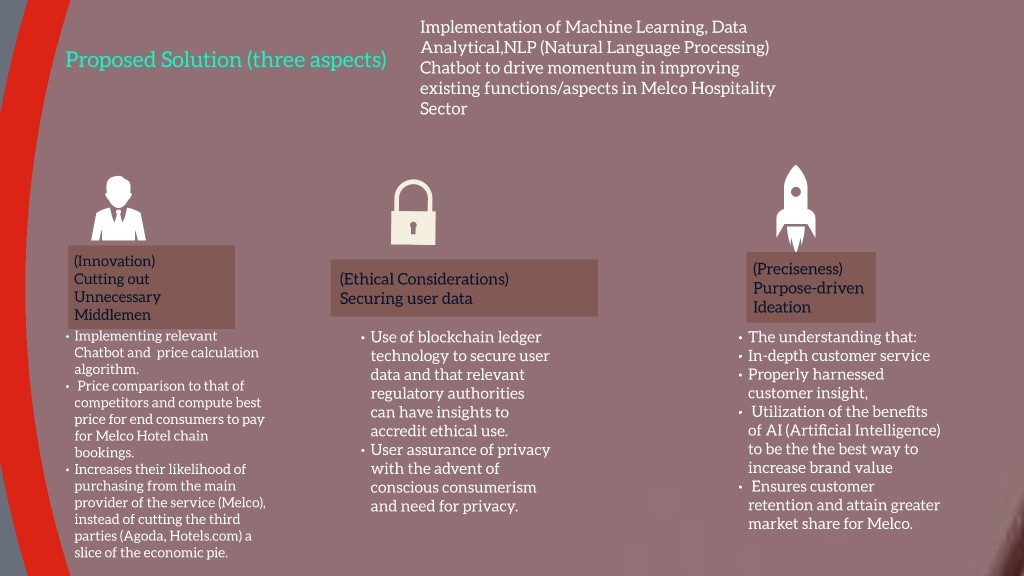 Proposed Solution (three aspects)
Implementation of Machine Learning, Data
Analytical,NLP (Natural Language Processing)
Chatbot to drive momentum in improving
existing functions/aspects in Melco Hospitality
Sector
(Innovation)
Cutting out
Unnecessary
Middlemen
• Implementing relevant
Chatbot and price calculation
algorithm.
• Price comparison to that of
competitors and compute best
price for end consumers to pay
for Melco Hotel chain
bookings.
• Increases their likelihood of
purchasing from the main
provider of the service (Melco),
instead of cutting the third
parties (Agoda, Hotels.com) a
slice of the economic pie.
(Ethical Considerations)
Securing user data
• Use of blockchain ledger
technology to secure user
data and that relevant
regulatory authorities
can have insights to
accredit ethical use.
• User assurance of privacy
with the advent of
conscious consumerism
and need for privacy.
(Preciseness)
Purpose-driven
Ideation
• The understanding that:
• In-depth customer service
• Properly harnessed
customer insight,
• Utilization of the benefits
of AI (Artificial Intelligence)
to be the the best way to
increase brand value
• Ensures customer
retention and attain greater
market share for Melco.